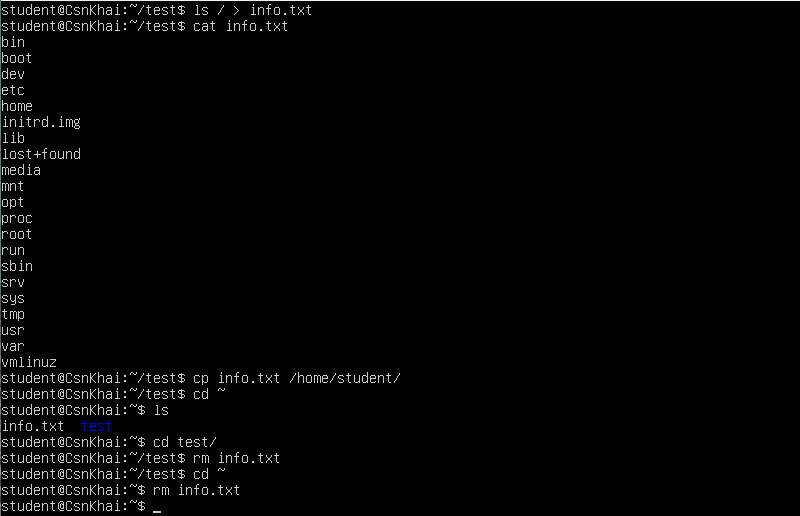 student@CsnKhai:~/test$ ls / > info.txt
student@CsnKhai:~/test$ cat info.txt
bin
boot
dev
etc
home
initrd.img
lib
lost+found
media
mnt
opt
proc
root
run
sbin
srv
sys
tmp
usr
var
vmlinuz
student@CsnKhai:~/test$ cp info.txt /home/student/
student@CsnKhai:~/test$ cd ~
student@CsnKhai:~$ ls
info.txt  test
student@CsnKhai:~$ cd test/
student@CsnKhai:~/test$ rm info.txt
student@CsnKhai:~/test$ cd ~
student@CsnKhai:~$ rm info.txt
student@CsnKhai:~$ _